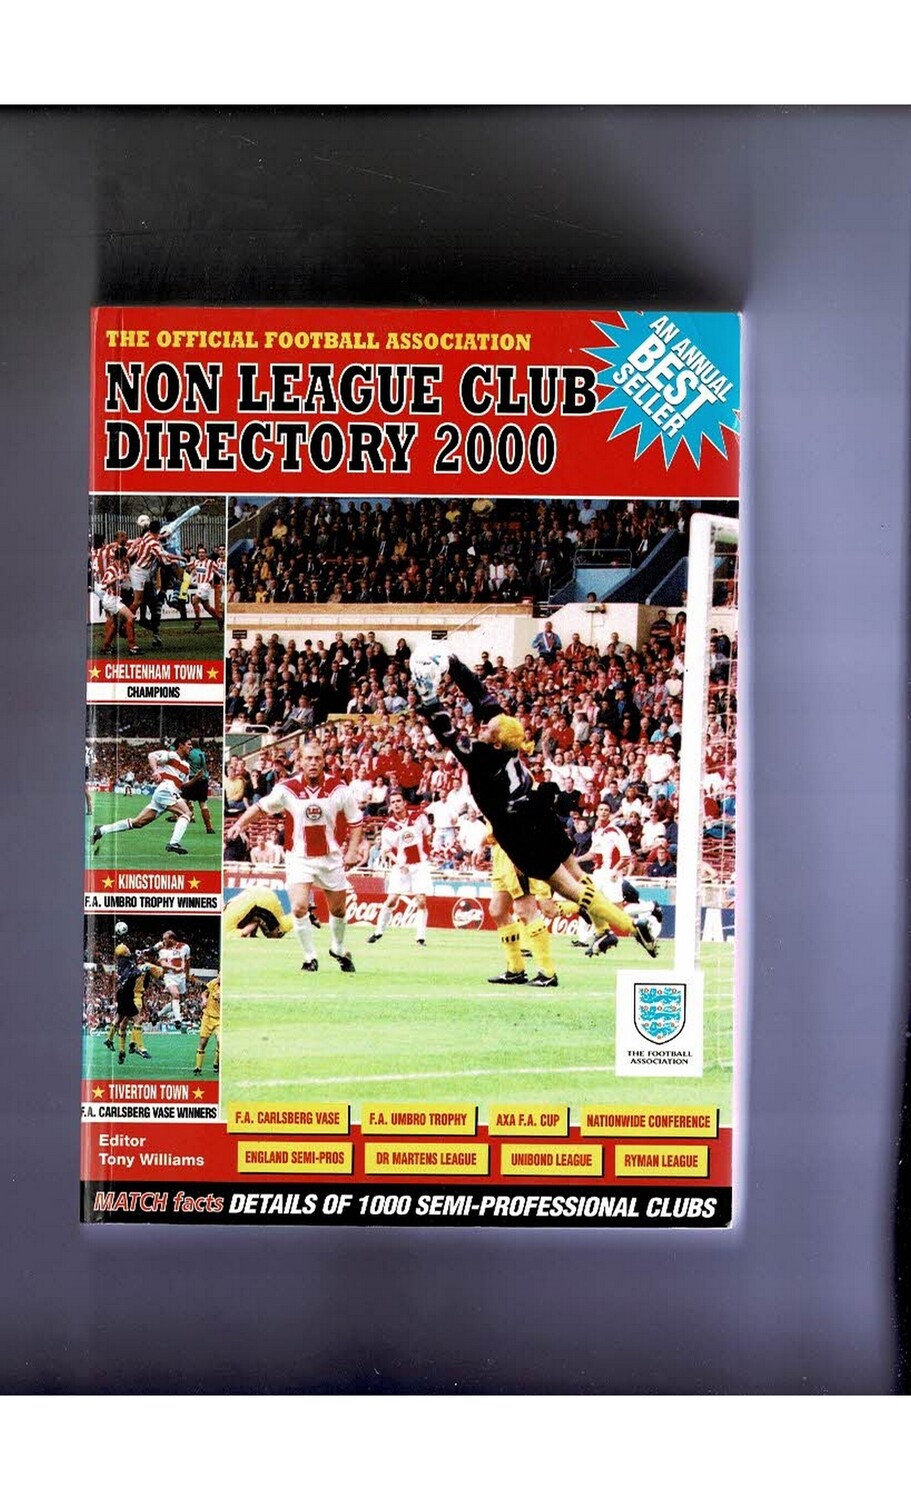 THE OFFICIAL FOOTBALL ASSOCIATION
NON LEAGUE CLUB
DIRECTORY 2000
AN ANNUAL
BEST
SELLER
CHELTENHAM TOWN
CHAMPIONS
KINGSTONIAN
F.A. UMBRO TROPHY WINNERS
TIVERTON TOWN
F.A. CARLSBERG VASE WINNERS
Coca-Cola
THE FOOTBALL
ASSOCIATION
F.A. CARLSBERG VASE
F.A. UMBRO TROPHY
AXA F.A. CUP
NATIONWIDE CONFERENCE
ENGLAND SEMI-PROS
DR MARTENS LEAGUE
UNIBOND LEAGUE
RYMAN LEAGUE
Editor
Tony Williams
MATCH facts DETAILS OF 1000 SEMI-PROFESSIONAL CLUBS